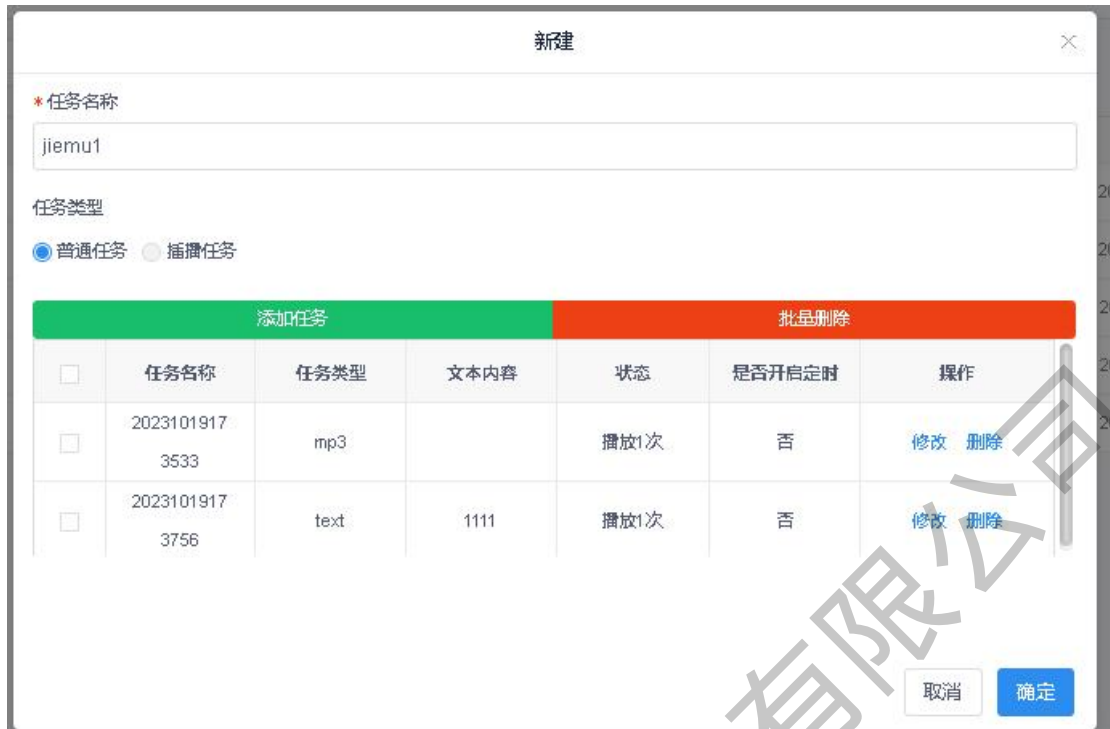 新建
*任务名称
jiemu1
任务类型
普通任务 插播任务
添加任务 批量删除
任务名称 任务类型 文本内容 状态 是否开启定时 操作
2023101917
3533 mp3 播放1次 否 修改 删除
2023101917
3756 text 1111 播放1次 否 修改 删除
有限公司
取消 确定